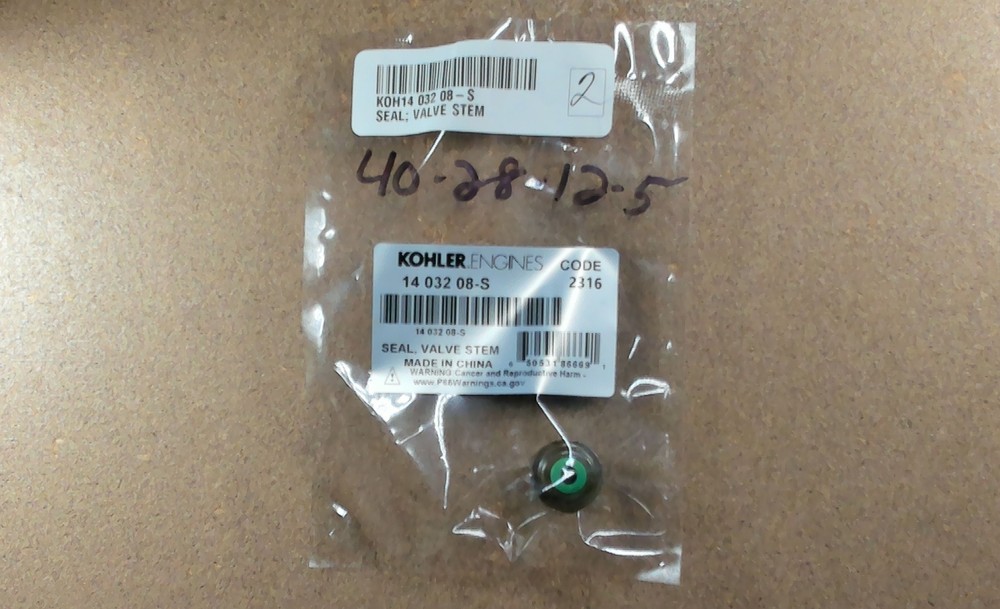 KOH14 032 08-S
SEAL; VALVE STEM
2
40-28-12-5
KOHLER ENGINES CODE
14 032 08-S 2316
14 032 08-S
SEAL, VALVE STEM
MADE IN CHINA
WARNING Cancer and Reproductive Harm -
www.P65Warnings.ca.gov